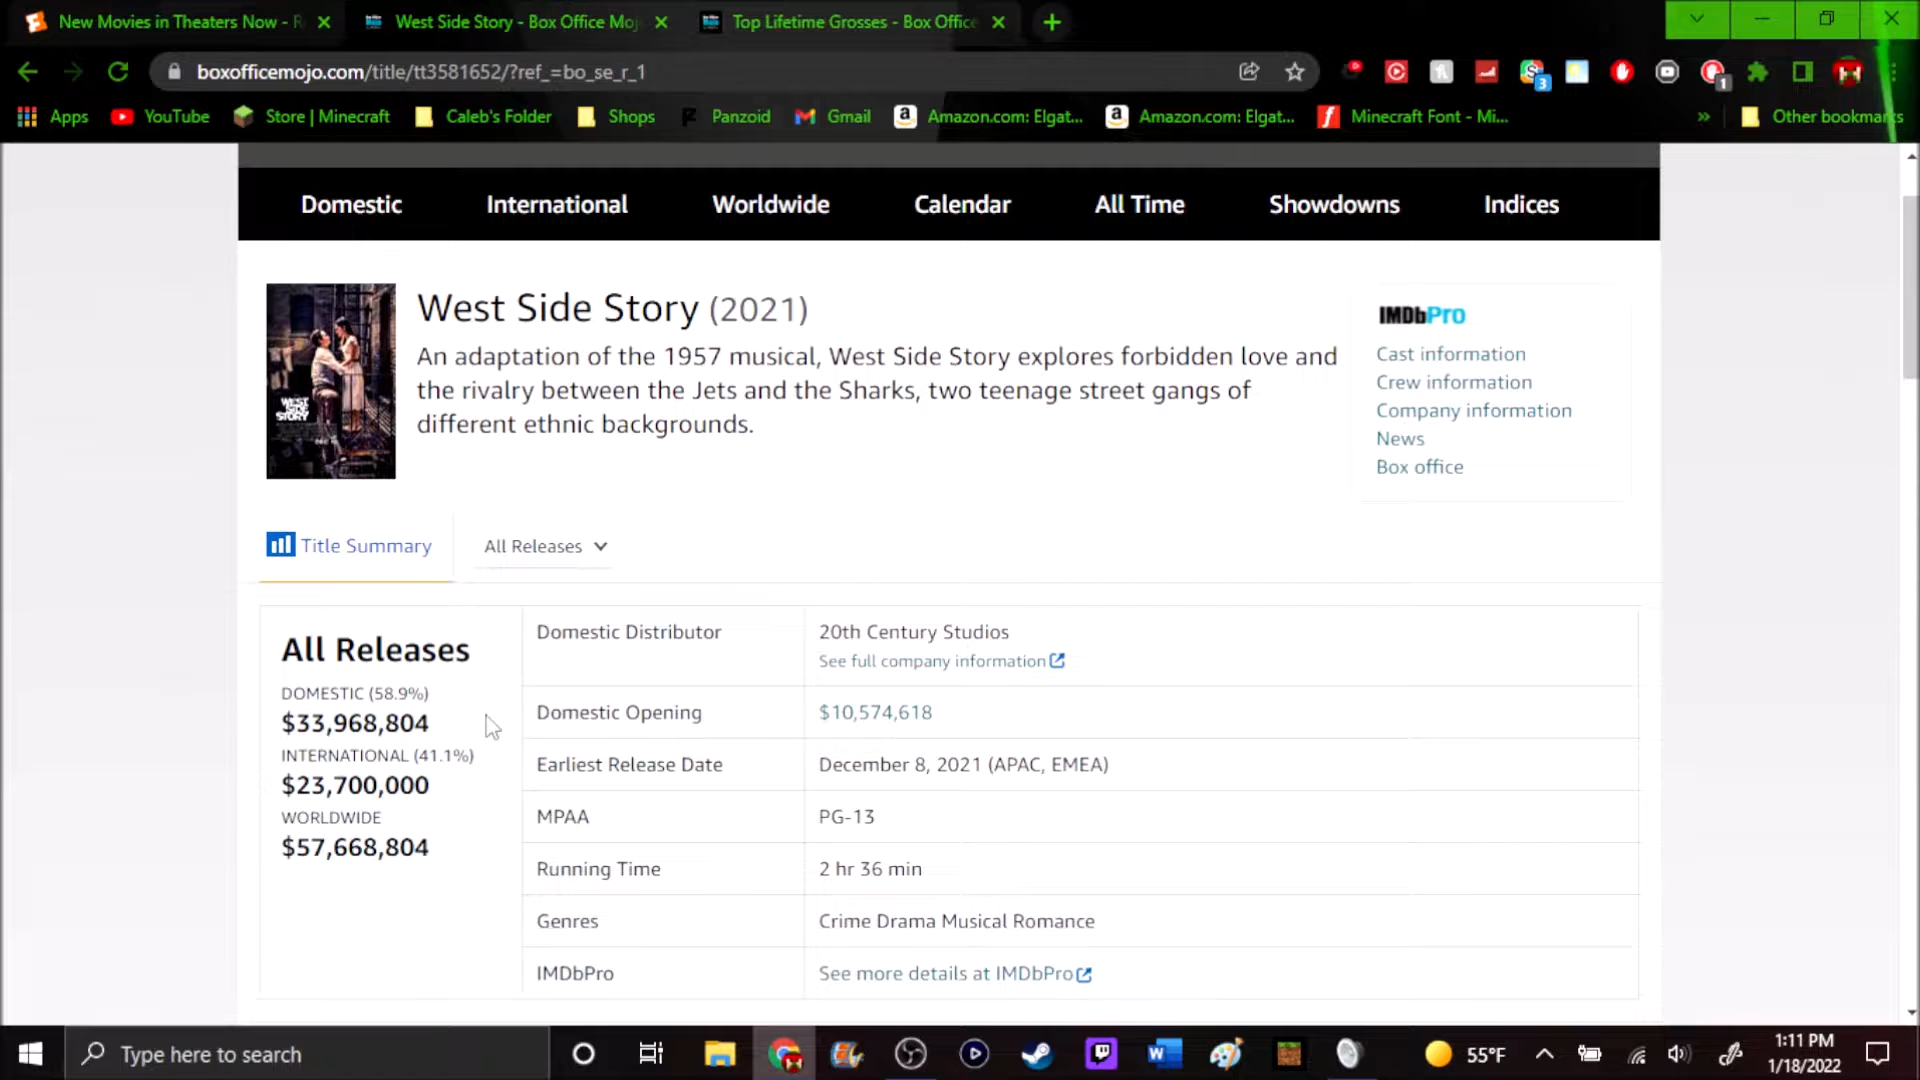 New Movies in Theaters Now - R
West Side Story - Box Office Moj
Top Lifetime Grosses - Box Office
boxofficemojo.com/title/tt3581652/?ref_=bo_se_r_1
3
1
Apps
YouTube
Store | Minecraft
Caleb's Folder
Shops
Panzoid
Gmail
Amazon.com: Elgat...
Amazon.com: Elgat...
Minecraft Font - Mi...
»
Other bookmarks
Domestic
International
Worldwide
Calendar
All Time
Showdowns
Indices
WEST SIDE STORY
West Side Story (2021)
An adaptation of the 1957 musical, West Side Story explores forbidden love and
the rivalry between the Jets and the Sharks, two teenage street gangs of
different ethnic backgrounds.
IMDbPro
Cast information
Crew information
Company information
News
Box office
Title Summary
All Releases
All Releases
DOMESTIC (58.9%)
$33,968,804
INTERNATIONAL (41.1%)
$23,700,000
WORLDWIDE
$57,668,804
Domestic Distributor
20th Century Studios
See full company information
Domestic Opening
$10,574,618
Earliest Release Date
December 8, 2021 (APAC, EMEA)
MPAA
PG-13
Running Time
2 hr 36 min
Genres
Crime Drama Musical Romance
IMDbPro
See more details at IMDbPro
Type here to search
55°F
1:11 PM
1/18/2022